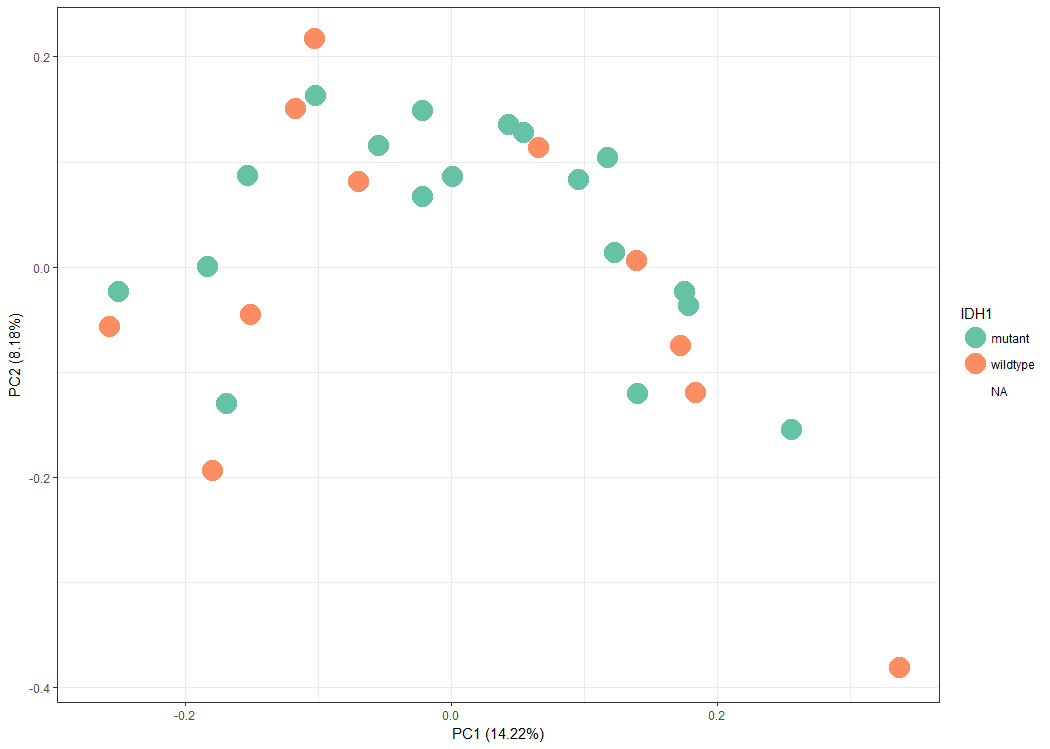 0.2
0.0
-0.2
-0.4
PC2 (8.18%)
-0.2
0.0
0.2
PC1 (14.22%)
IDH1
mutant
wildtype
NA